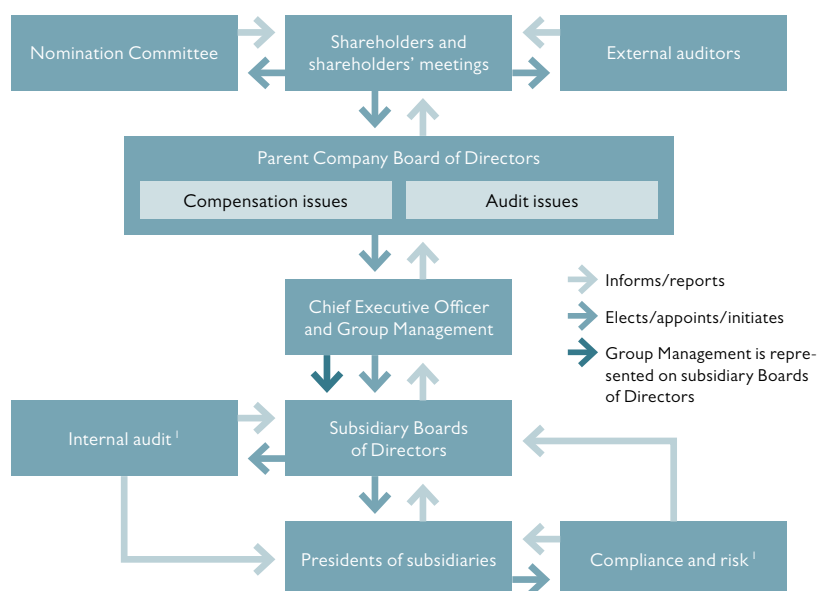 Nomination Committee
Shareholders and
shareholders’ meetings
External auditors
Parent Company Board of Directors
Compensation issues
Audit issues
Chief Executive Officer
and Group Management
Informs/reports
Elects/appoints/initiates
Group Management is repre-
sented on subsidiary Boards
of Directors
Internal audit ¹
Subsidiary Boards
of Directors
Presidents of subsidiaries
Compliance and risk ¹